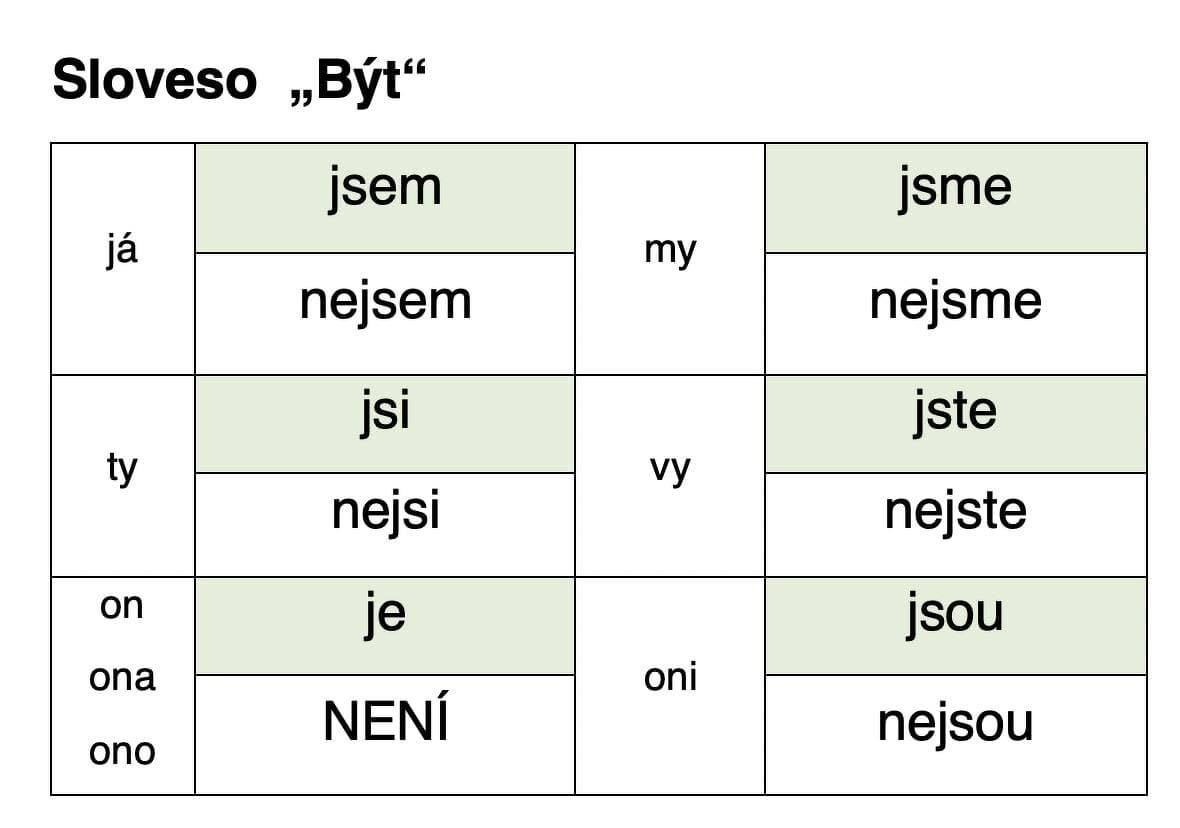 Sloveso „Být“
já
jsem
nejsem
my
jsme
nejsme
ty
jsi
nejsi
vy
jste
nejste
on
ona
ono
je
NENÍ
oni
jsou
nejsou